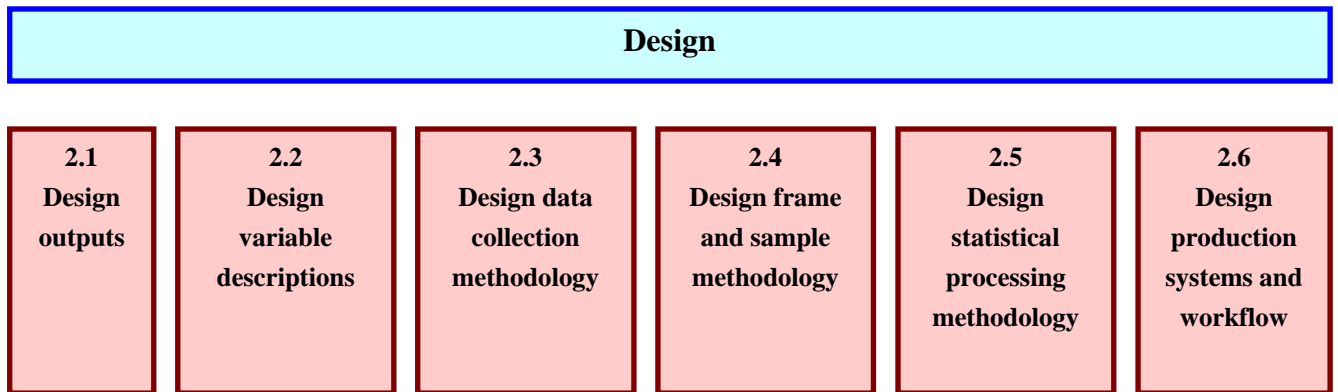 Design
2.1
Design
outputs
2.2
Design
variable
descriptions
2.3
Design data
collection
methodology
2.4
Design frame
and sample
methodology
2.5
Design
statistical
processing
methodology
2.6
Design
production
systems and
workflow